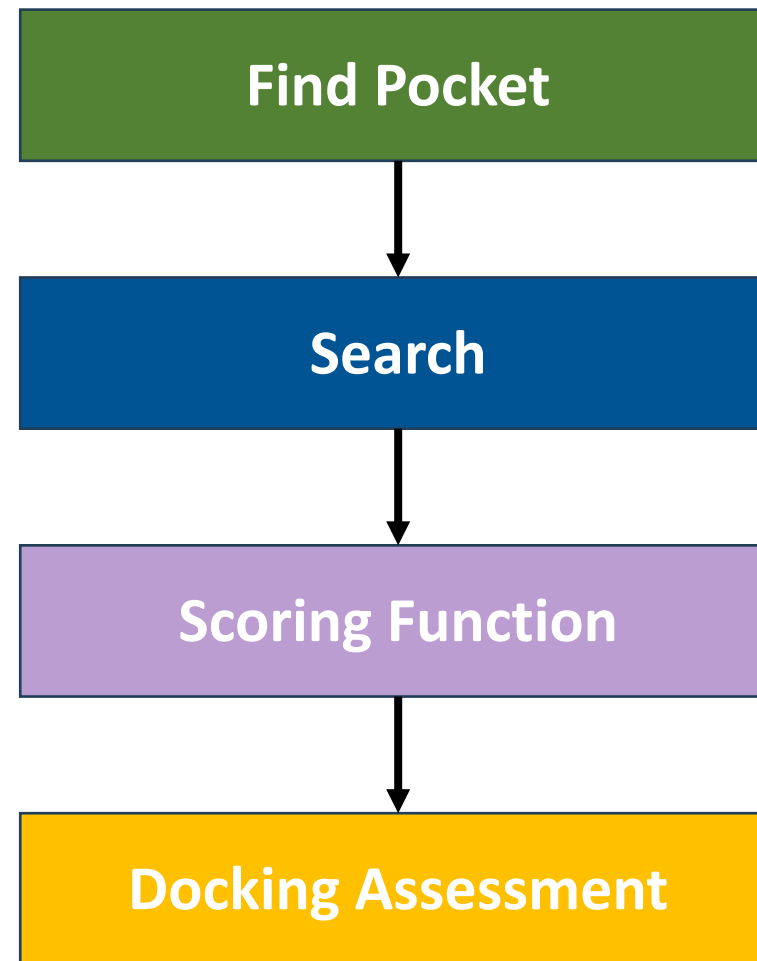 Find Pocket
Search
Scoring Function
Docking Assessment